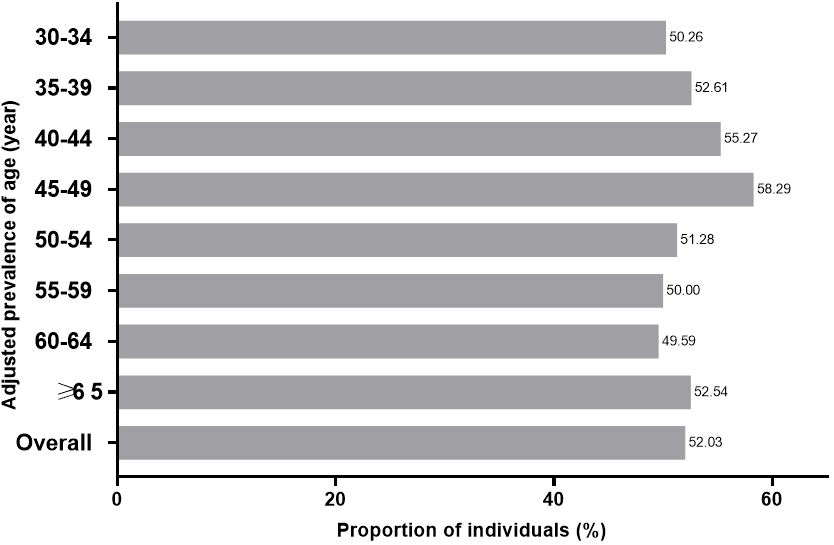 Adjusted prevalence of age (year)
30-34 50.26
35-39 52.61
40-44 55.27
45-49 58.29
50-54 51.28
55-59 50.00
60-64 49.59
⩾6 5 52.54
Overall 52.03
0 20 40 60
Proportion of individuals (%)